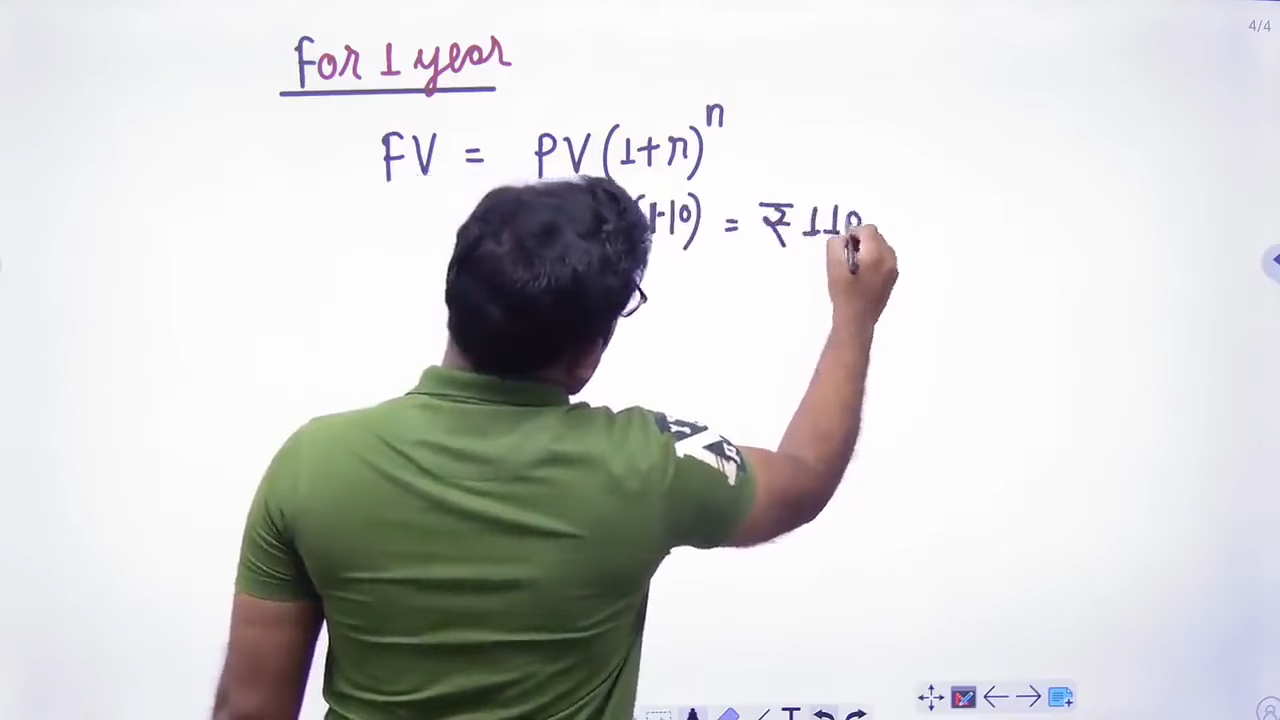 4/4
For 1 year
FV = PV(1+r)^n
(1.10) = ₹110